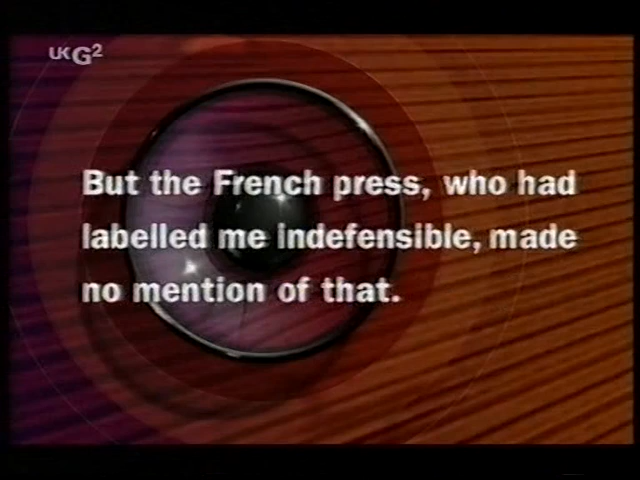 UKG²
But the French press, who had
labelled me indefensible, made
no mention of that.